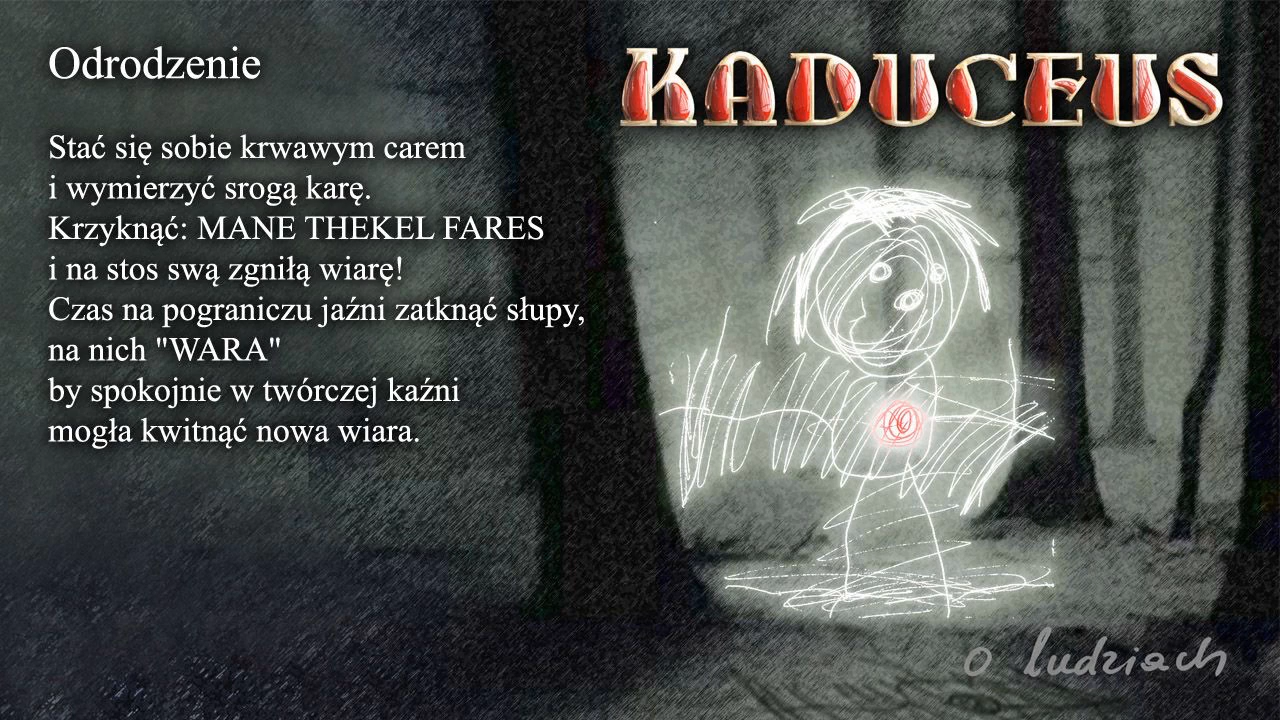 Odrodzenie
KADUCEUS
Stać się sobie krwawym carem
i wymierzyć srogą karę.
Krzyknąć: MANE THEKEL FARES
i na stos swą zgniłą wiarę!
Czas na pograniczu jaźni zatknąć słupy,
na nich "WARA"
by spokojnie w twórczej kaźni
mogła kwitnąć nowa wiara.
o ludziach